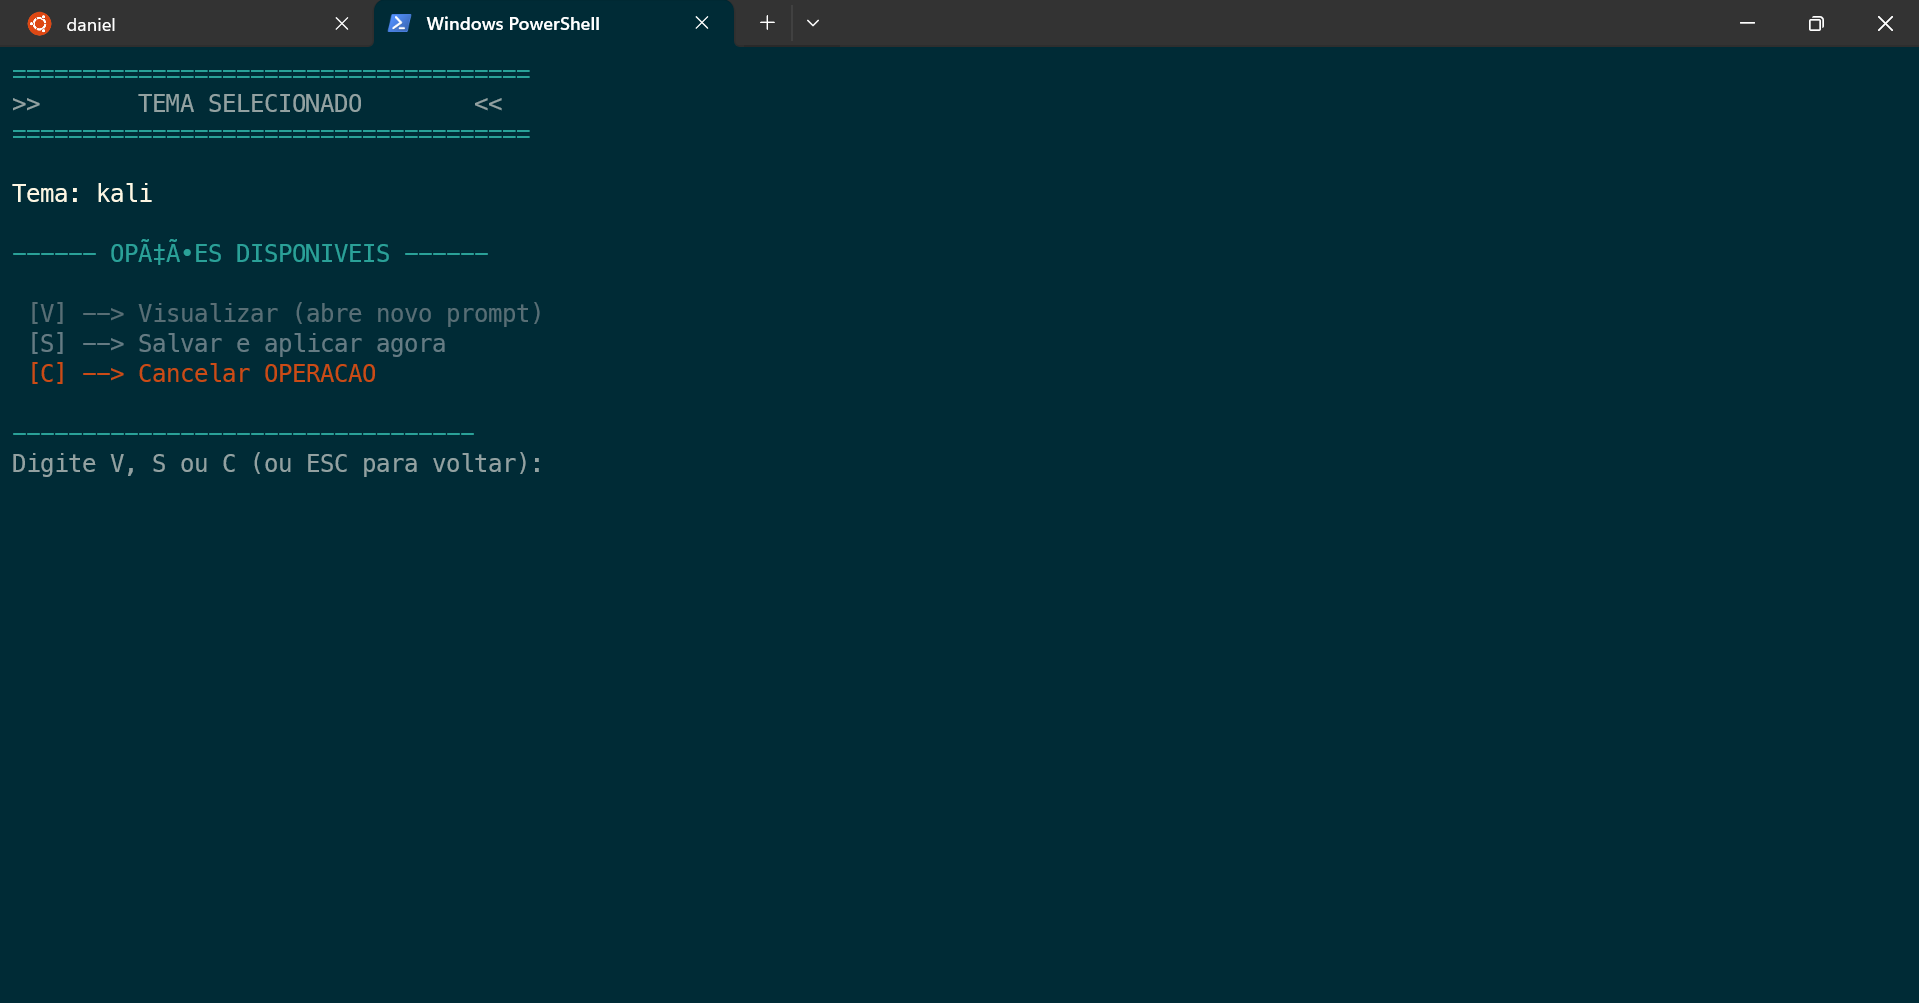 daniel
Windows PowerShell
=====================================
>>       TEMA SELECIONADO        <<
=====================================
Tema: kali
------ OPÃ‡Ã•ES DISPONIVEIS ------
[V] --> Visualizar (abre novo prompt)
[S] --> Salvar e aplicar agora
[C] --> Cancelar OPERACAO
---------------------------------
Digite V, S ou C (ou ESC para voltar):